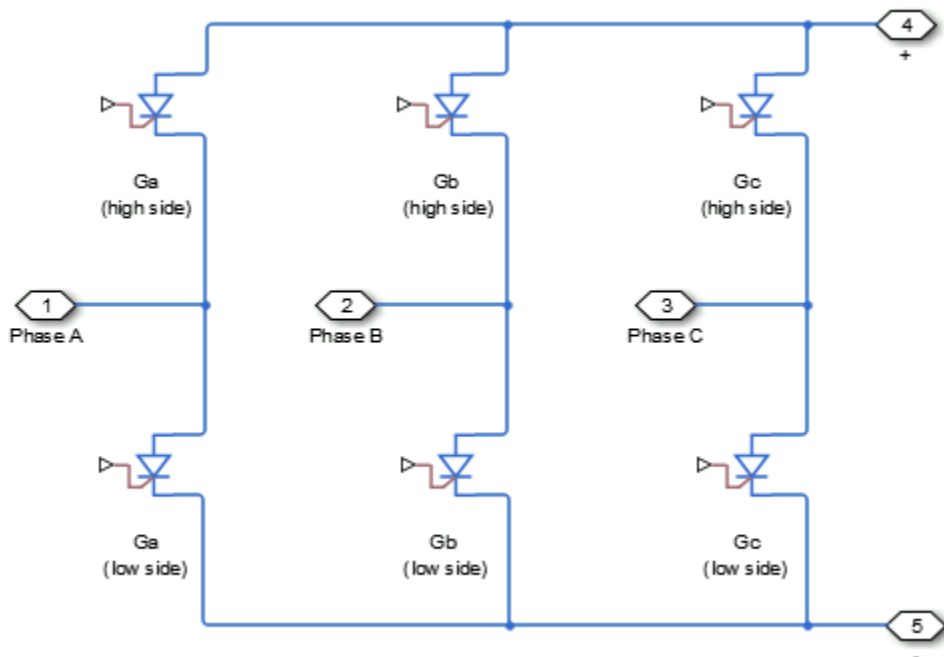 4
+
Ga
(high side)
Gb
(high side)
Gc
(high side)
1
Phase A
2
Phase B
3
Phase C
Ga
(low side)
Gb
(low side)
Gc
(low side)
5